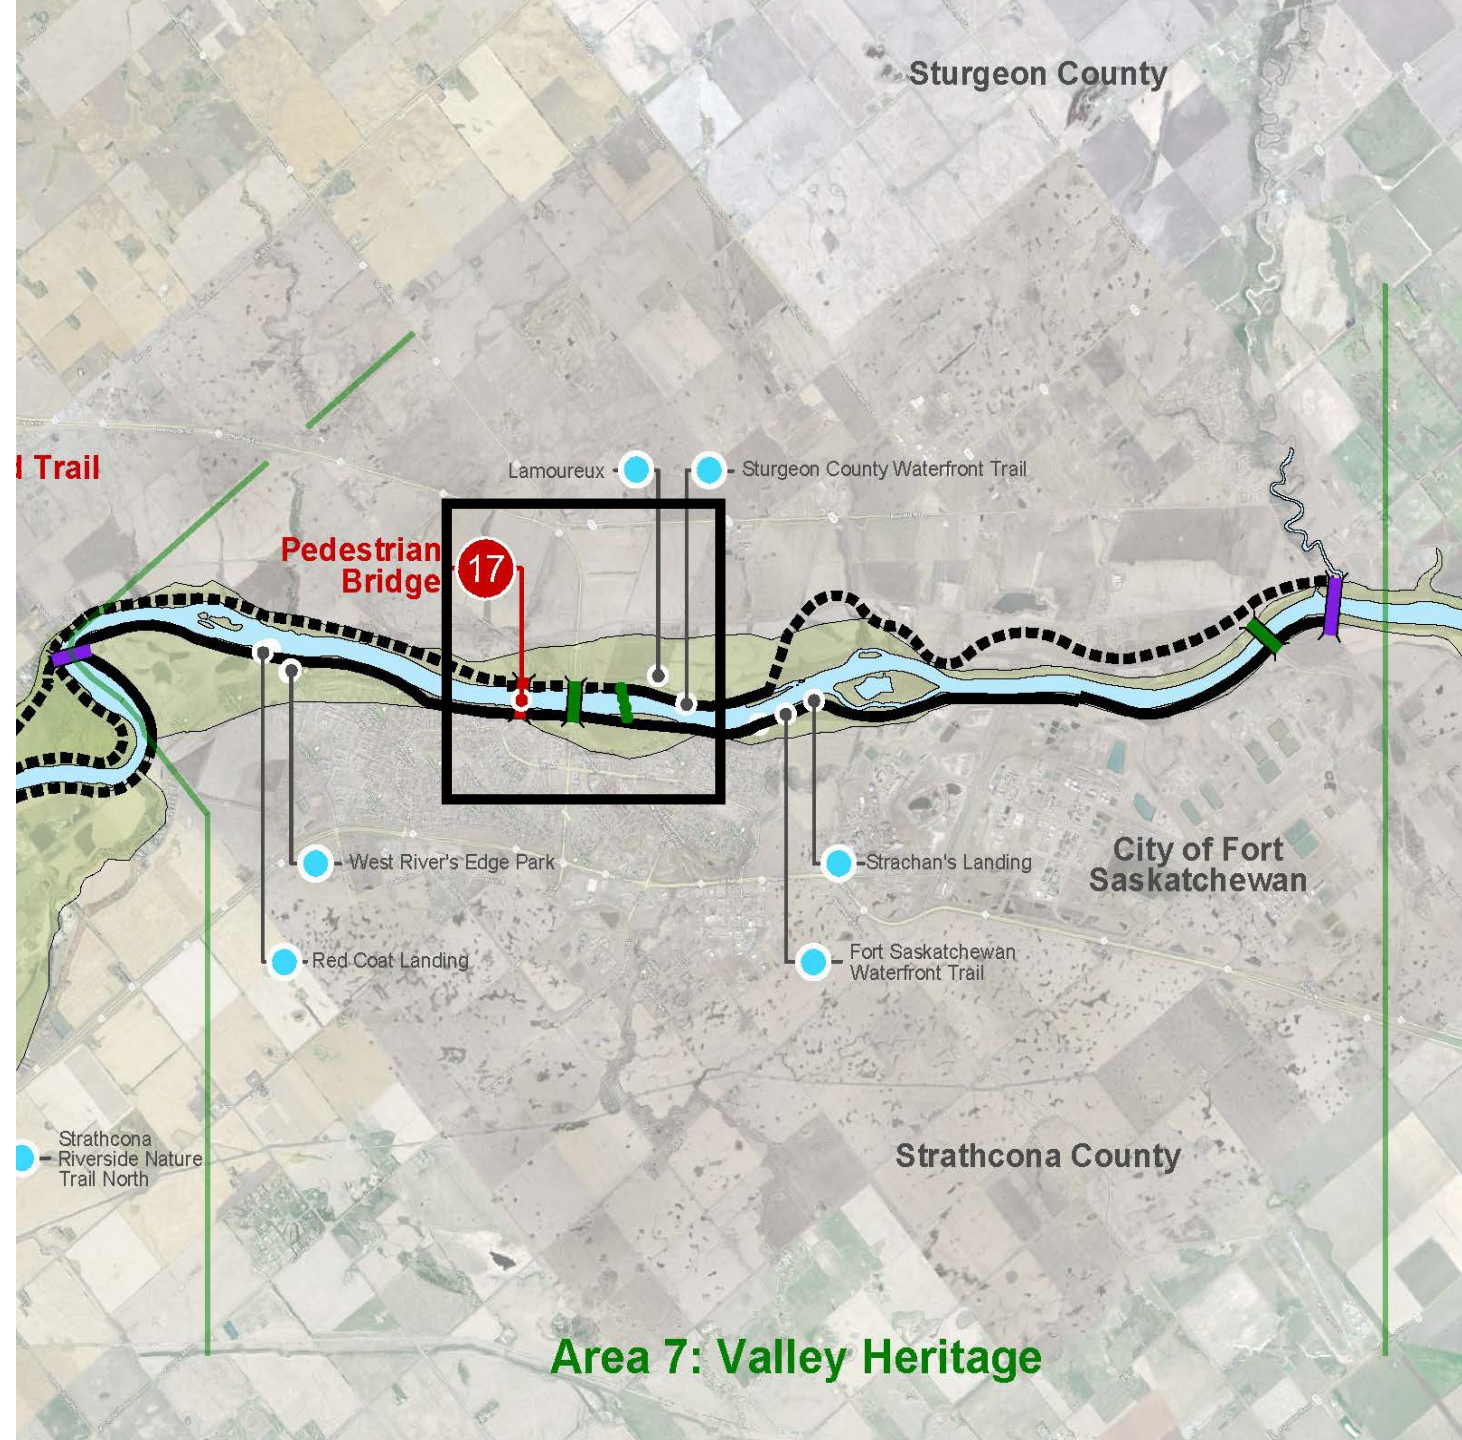 Sturgeon County
d Trail
Lamoureux
Sturgeon County Waterfront Trail
Pedestrian
Bridge
17
West River's Edge Park
Strachan's Landing
City of Fort
Saskatchewan
Red Coat Landing
Fort Saskatchewan
Waterfront Trail
Strathcona
Riverside Nature
Trail North
Strathcona County
Area 7: Valley Heritage